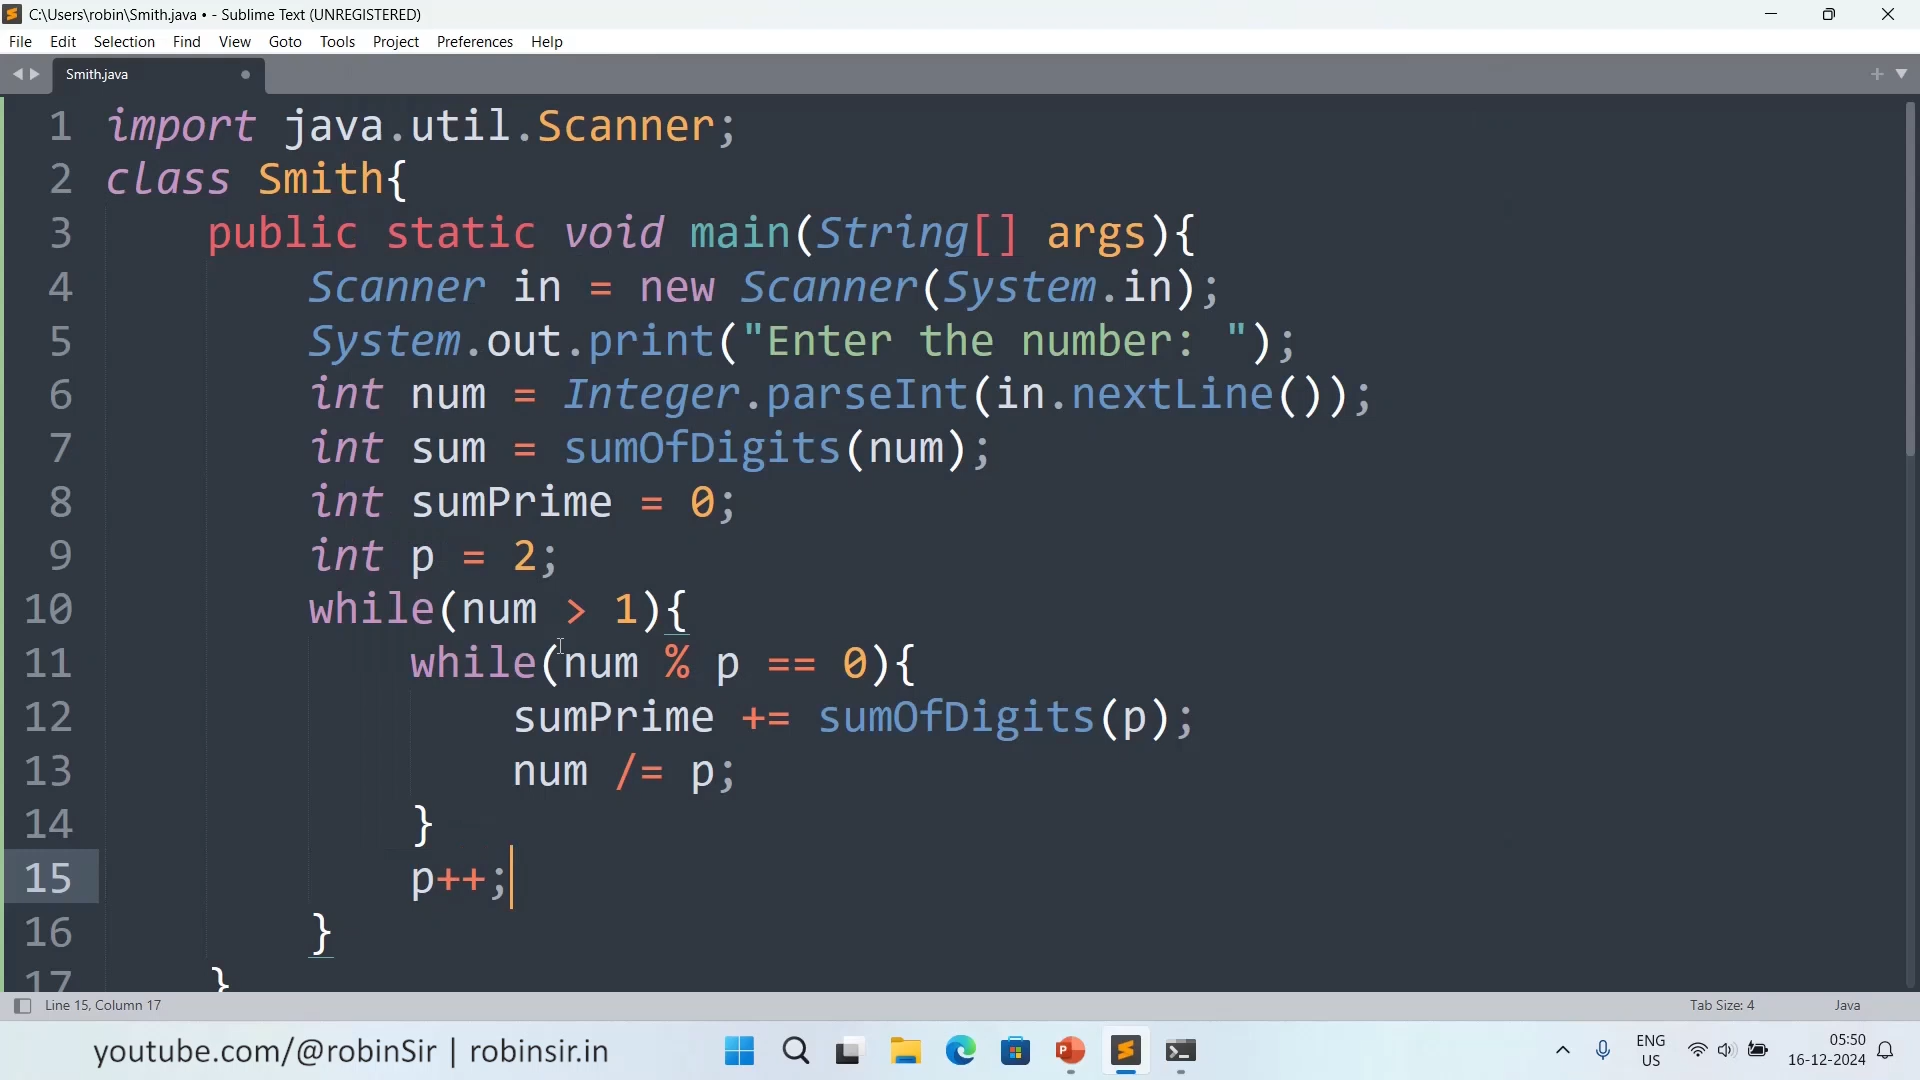 C:\Users\robin\Smith.java • - Sublime Text (UNREGISTERED)
File Edit Selection Find View Goto Tools Project Preferences Help
Smith.java
1 import java.util.Scanner;
2 class Smith{
3 public static void main(String[] args){
4 Scanner in = new Scanner(System.in);
5 System.out.print("Enter the number: ");
6 int num = Integer.parseInt(in.nextLine());
7 int sum = sumOfDigits(num);
8 int sumPrime = 0;
9 int p = 2;
10 while(num > 1){
11 while(num % p == 0){
12 sumPrime += sumOfDigits(p);
13 num /= p;
14 }
15 p++;
16 }
17 }
Line 15, Column 17 Tab Size: 4 Java
youtube.com/@robinSir | robinsir.in
ENG
US
05:50
16-12-2024